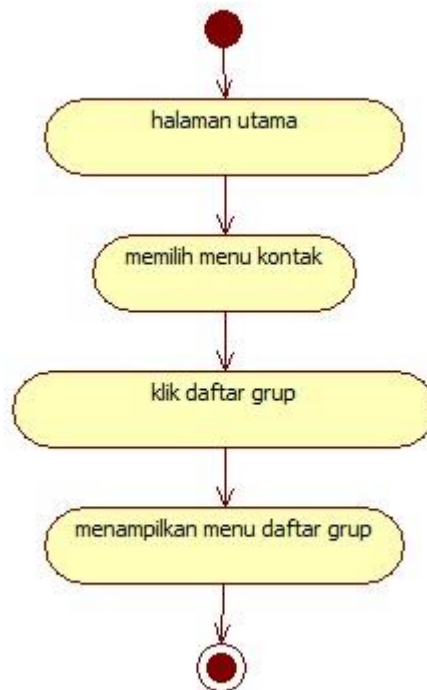 halaman utama
memilih menu kontak
klik daftar grup
menampilkan menu daftar grup